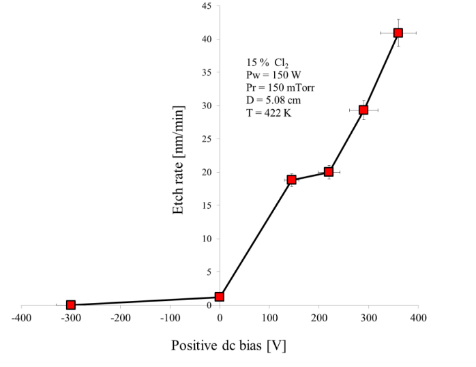 45
40
35
30
25
20
15
10
5
0
Etch rate [nm/min]
15 % Cl₂
Pw = 150 W
Pr = 150 mTorr
D = 5.08 cm
T = 422 K
-400 -300 -200 -100 0 100 200 300 400
Positive dc bias [V]